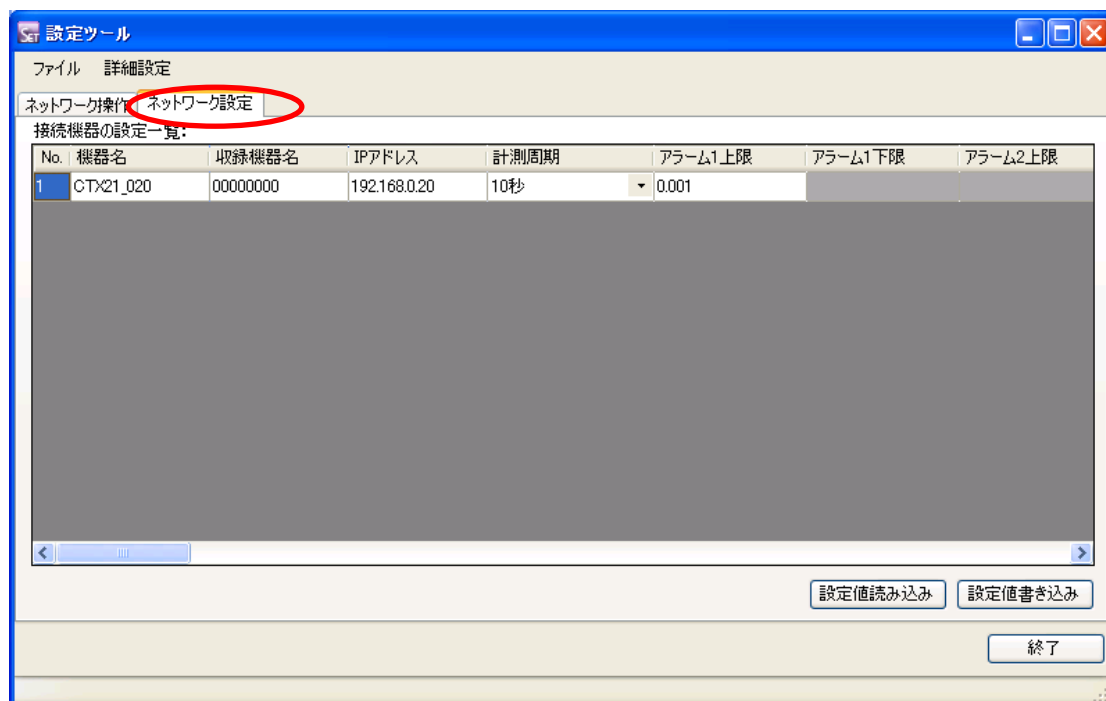 SET 設定ツール
ファイル 詳細設定
ネットワーク操作 ネットワーク設定
接続機器の設定一覧:
No. 機器名 収録機器名 IPアドレス 計測周期 アラーム1上限 アラーム1下限 アラーム2上限
1 CTX21_020 00000000 192.168.0.20 10秒 0.001
設定値読み込み 設定値書き込み
終了